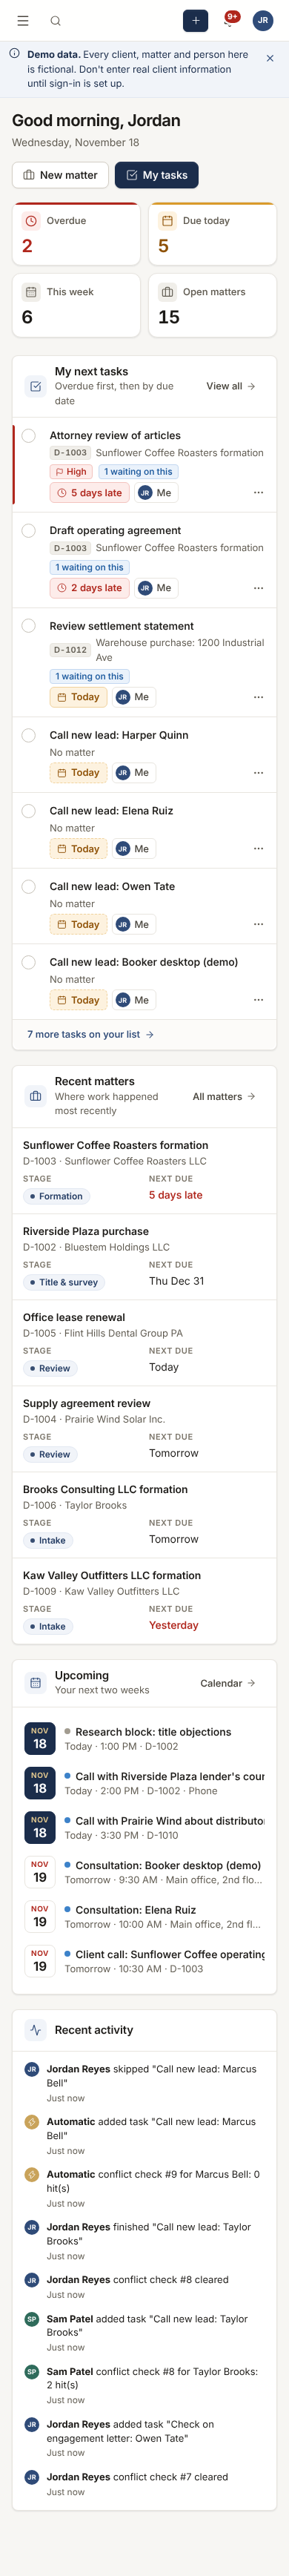 9+
JR
Demo data. Every client, matter and person here
is fictional. Don't enter real client information
until sign-in is set up.
Good morning, Jordan
Wednesday, November 18
New matter
My tasks
Overdue
2
Due today
5
This week
6
Open matters
15
My next tasks
Overdue first, then by due
date
View all
Attorney review of articles
D-1003 Sunflower Coffee Roasters formation
High 1 waiting on this
5 days late JR Me
Draft operating agreement
D-1003 Sunflower Coffee Roasters formation
1 waiting on this
2 days late JR Me
Review settlement statement
D-1012 Warehouse purchase: 1200 Industrial
Ave
1 waiting on this
Today JR Me
Call new lead: Harper Quinn
No matter
Today JR Me
Call new lead: Elena Ruiz
No matter
Today JR Me
Call new lead: Owen Tate
No matter
Today JR Me
Call new lead: Booker desktop (demo)
No matter
Today JR Me
7 more tasks on your list
Recent matters
Where work happened
most recently
All matters
Sunflower Coffee Roasters formation
D-1003 · Sunflower Coffee Roasters LLC
STAGE NEXT DUE
Formation 5 days late
Riverside Plaza purchase
D-1002 · Bluestem Holdings LLC
STAGE NEXT DUE
Title & survey Thu Dec 31
Office lease renewal
D-1005 · Flint Hills Dental Group PA
STAGE NEXT DUE
Review Today
Supply agreement review
D-1004 · Prairie Wind Solar Inc.
STAGE NEXT DUE
Review Tomorrow
Brooks Consulting LLC formation
D-1006 · Taylor Brooks
STAGE NEXT DUE
Intake Tomorrow
Kaw Valley Outfitters LLC formation
D-1009 · Kaw Valley Outfitters LLC
STAGE NEXT DUE
Intake Yesterday
Upcoming
Your next two weeks
Calendar
NOV
18
Research block: title objections
Today · 1:00 PM · D-1002
NOV
18
Call with Riverside Plaza lender's cour
Today · 2:00 PM · D-1002 · Phone
NOV
18
Call with Prairie Wind about distributor
Today · 3:30 PM · D-1010
NOV
19
Consultation: Booker desktop (demo)
Tomorrow · 9:30 AM · Main office, 2nd flo...
NOV
19
Consultation: Elena Ruiz
Tomorrow · 10:00 AM · Main office, 2nd fl...
NOV
19
Client call: Sunflower Coffee operating
Tomorrow · 10:30 AM · D-1003
Recent activity
JR Jordan Reyes skipped "Call new lead: Marcus
Bell"
Just now
Automatic added task "Call new lead: Marcus
Bell"
Just now
Automatic conflict check #9 for Marcus Bell: 0
hit(s)
Just now
JR Jordan Reyes finished "Call new lead: Taylor
Brooks"
Just now
JR Jordan Reyes conflict check #8 cleared
Just now
SP Sam Patel added task "Call new lead: Taylor
Brooks"
Just now
SP Sam Patel conflict check #8 for Taylor Brooks:
2 hit(s)
Just now
JR Jordan Reyes added task "Check on
engagement letter: Owen Tate"
Just now
JR Jordan Reyes conflict check #7 cleared
Just now